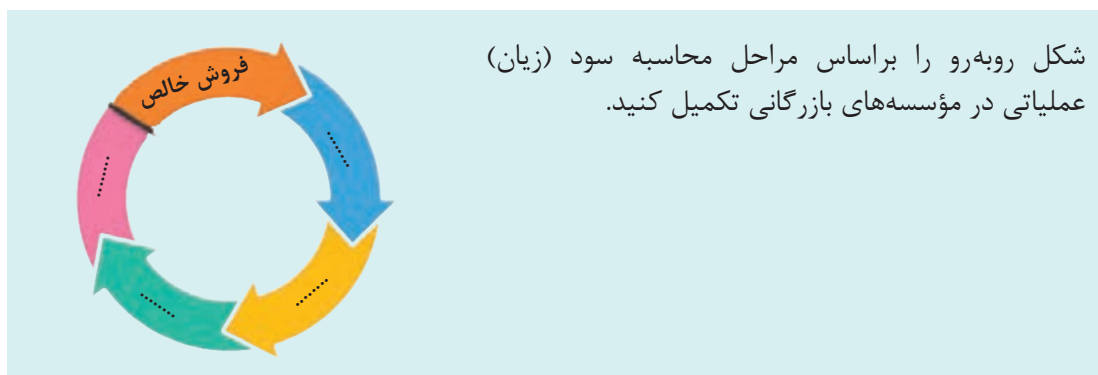 شکل روبه‌رو را براساس مراحل محاسبه سود (زیان)
عملیاتی در مؤسسه‌های بازرگانی تکمیل کنید.
فروش خالص
........
........
........
........